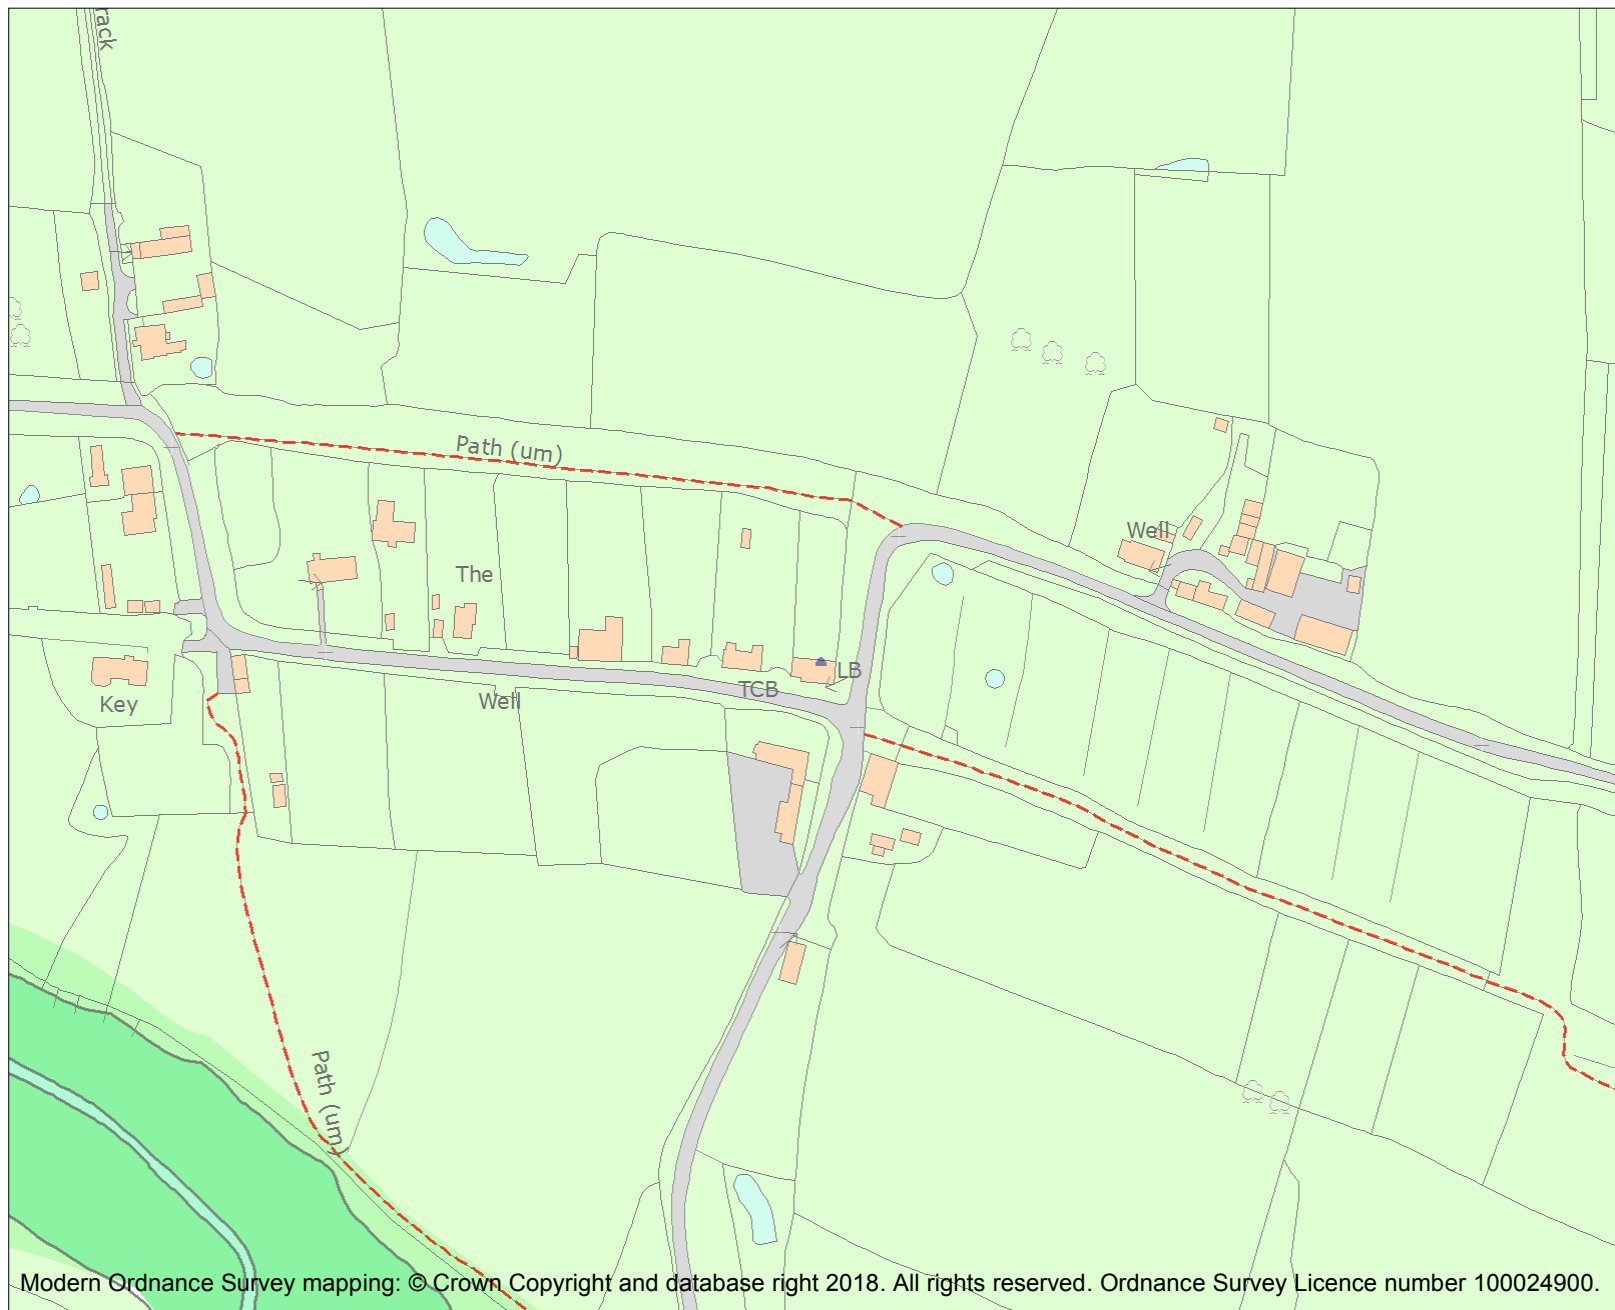 rack
Path (um)
Well
The
LB
TCB
Well
Key
Path (um)
Modern Ordnance Survey mapping: © Crown Copyright and database right 2018. All rights reserved. Ordnance Survey Licence number 100024900.